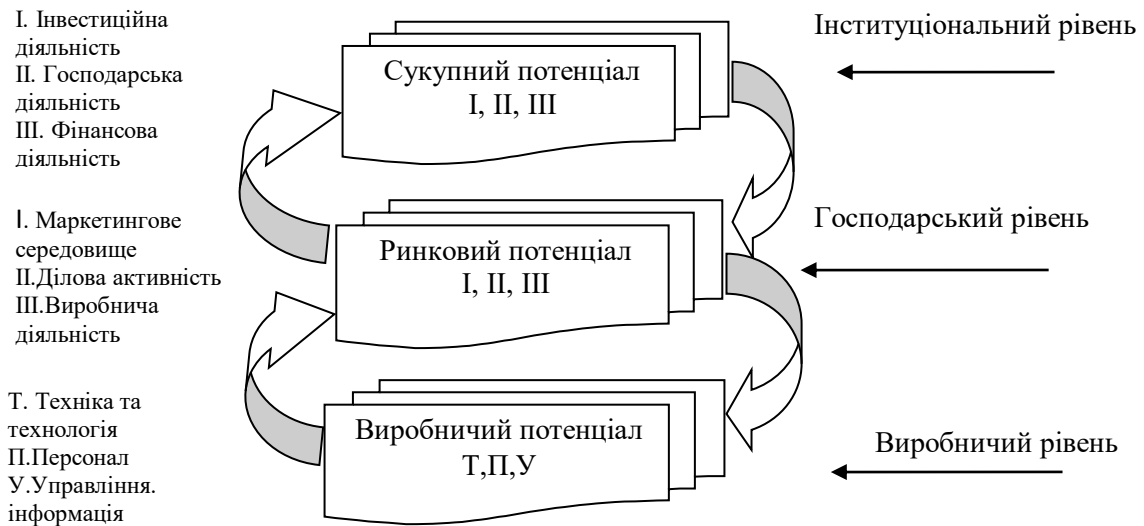 І. Інвестиційна
діяльність
ІІ. Господарська
діяльність
ІІІ. Фінансова
діяльність
Сукупний потенціал
І, ІІ, ІІІ
Інституціональний рівень
І. Маркетингове
середовище
ІІ.Ділова активність
ІІІ.Виробнича
діяльність
Ринковий потенціал
І, ІІ, ІІІ
Господарський рівень
Т. Техніка та
технологія
П.Персонал
У.Управління.
інформація
Виробничий потенціал
Т,П,У
Виробничий рівень